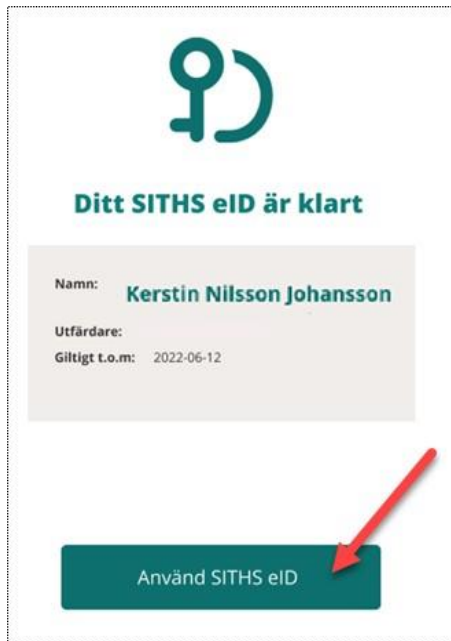 Ditt SITHS eID är klart
Namn: Kerstin Nilsson Johansson
Utfärdare:
Giltigt t.o.m: 2022-06-12
Använd SITHS eID